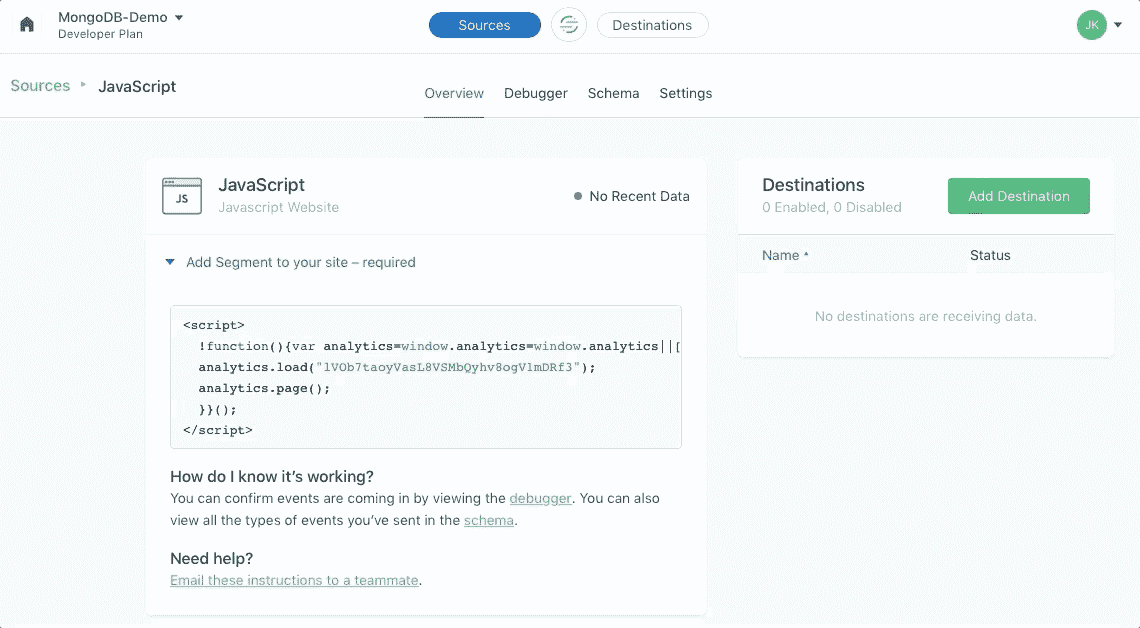 MongoDB-Demo
Developer Plan
Sources
Destinations
JK
Sources
JavaScript
Overview
Debugger
Schema
Settings
JS
JavaScript
Javascript Website
No Recent Data
Destinations
0 Enabled, 0 Disabled
Add Destination
Name
Status
No destinations are receiving data.
Add Segment to your site – required
<script>
!function(){var analytics=window.analytics=window.analytics||[
analytics.load("lVOb7taoyVasL8VSMbQyhv8ogVlmDRf3");
analytics.page();
}}();
</script>
How do I know it’s working?
You can confirm events are coming in by viewing the debugger. You can also
view all the types of events you’ve sent in the schema.
Need help?
Email these instructions to a teammate.